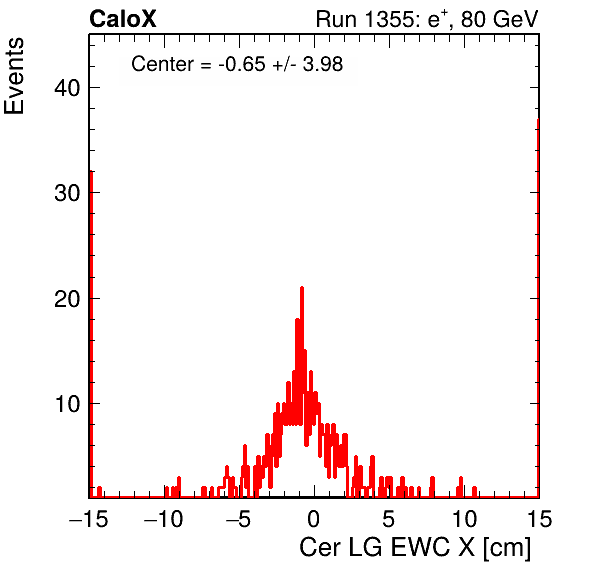 CaloX Run 1355: e⁺, 80 GeV
Center = -0.65 +/- 3.98
Events
40
30
20
10
−15 −10 −5 0 5 10 15
Cer LG EWC X [cm]